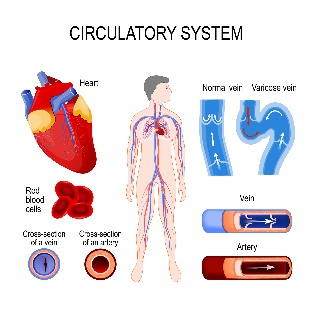 CIRCULATORY SYSTEM
Heart
Normal vein
Varicose vein
Red
blood
cells
Cross-section
of a vein
Cross-section
of an artery
Vein
Artery